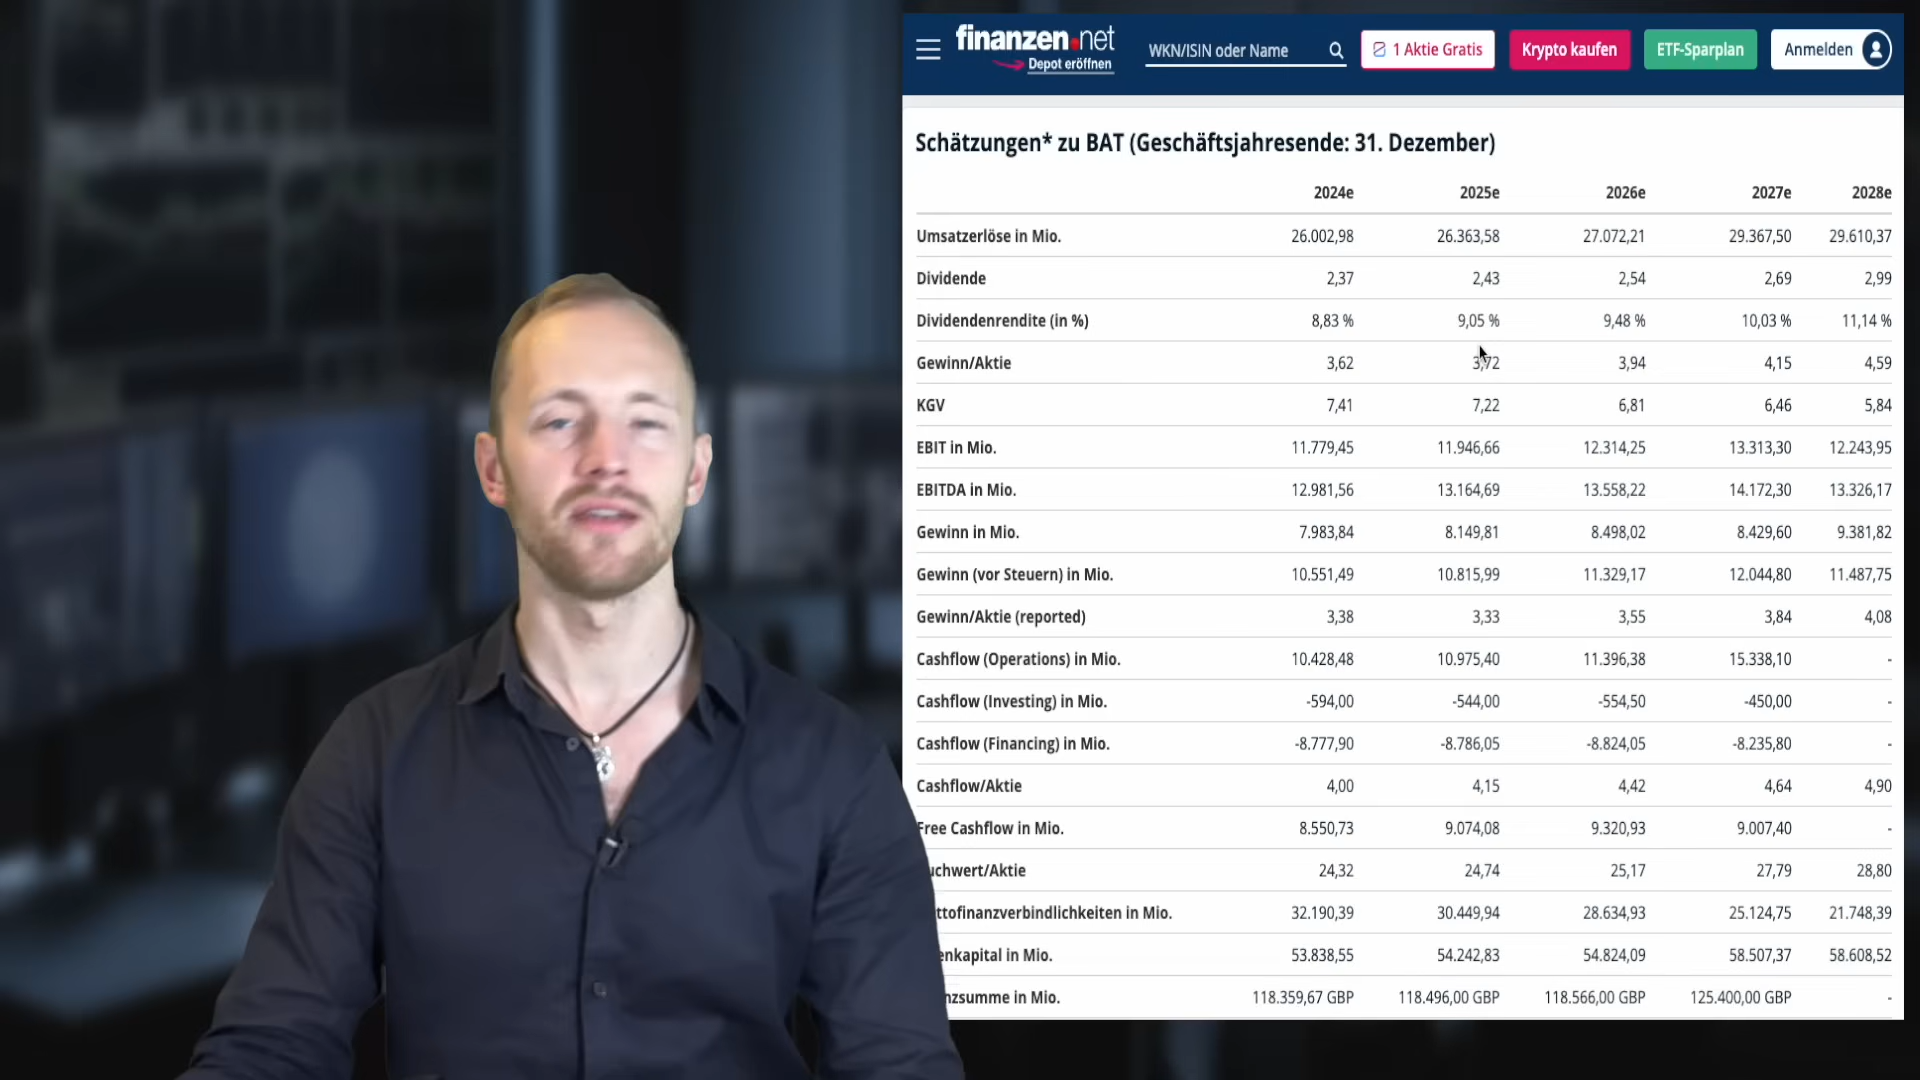 finanzen.net
Depot eröffnen
WKN/ISIN oder Name
1 Aktie Gratis
Krypto kaufen
ETF-Sparplan
Anmelden
Schätzungen* zu BAT (Geschäftsjahresende: 31. Dezember)
2024e 2025e 2026e 2027e 2028e
Umsatzerlöse in Mio. 26.002,98 26.363,58 27.072,21 29.367,50 29.610,37
Dividende 2,37 2,43 2,54 2,69 2,99
Dividendenrendite (in %) 8,83 % 9,05 % 9,48 % 10,03 % 11,14 %
Gewinn/Aktie 3,62 3,72 3,94 4,15 4,59
KGV 7,41 7,22 6,81 6,46 5,84
EBIT in Mio. 11.779,45 11.946,66 12.314,25 13.313,30 12.243,95
EBITDA in Mio. 12.981,56 13.164,69 13.558,22 14.172,30 13.326,17
Gewinn in Mio. 7.983,84 8.149,81 8.498,02 8.429,60 9.381,82
Gewinn (vor Steuern) in Mio. 10.551,49 10.815,99 11.329,17 12.044,80 11.487,75
Gewinn/Aktie (reported) 3,38 3,33 3,55 3,84 4,08
Cashflow (Operations) in Mio. 10.428,48 10.975,40 11.396,38 15.338,10 -
Cashflow (Investing) in Mio. -594,00 -544,00 -554,50 -450,00 -
Cashflow (Financing) in Mio. -8.777,90 -8.786,05 -8.824,05 -8.235,80 -
Cashflow/Aktie 4,00 4,15 4,42 4,64 4,90
Free Cashflow in Mio. 8.550,73 9.074,08 9.320,93 9.007,40 -
uchwert/Aktie 24,32 24,74 25,17 27,79 28,80
ttofinanzverbindlichkeiten in Mio. 32.190,39 30.449,94 28.634,93 25.124,75 21.748,39
enkapital in Mio. 53.838,55 54.242,83 54.824,09 58.507,37 58.608,52
nzsumme in Mio. 118.359,67 GBP 118.496,00 GBP 118.566,00 GBP 125.400,00 GBP -